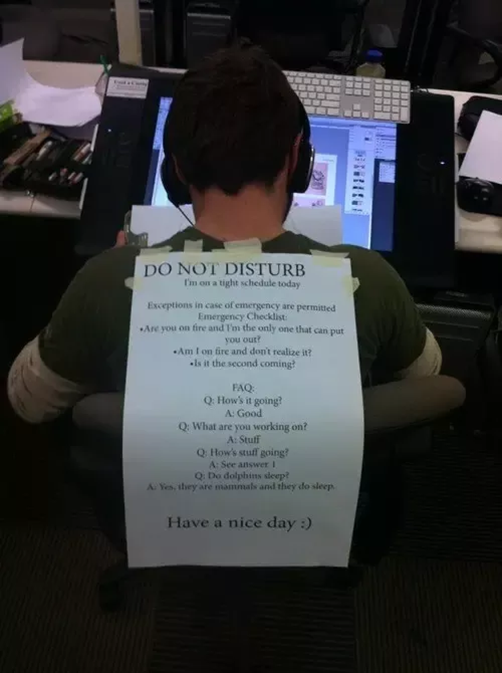 DO NOT DISTURB
I'm on a tight schedule today
Exceptions in case of emergency are permitted
Emergency Checklist:
•Are you on fire and I'm the only one that can put
you out?
•Am I on fire and don't realize it?
•Is it the second coming?
FAQ:
Q: How's it going?
A: Good
Q: What are you working on?
A: Stuff
Q: How's stuff going?
A: See answer 1
Q: Do dolphins sleep?
A: Yes, they are mammals and they do sleep.
Have a nice day :)